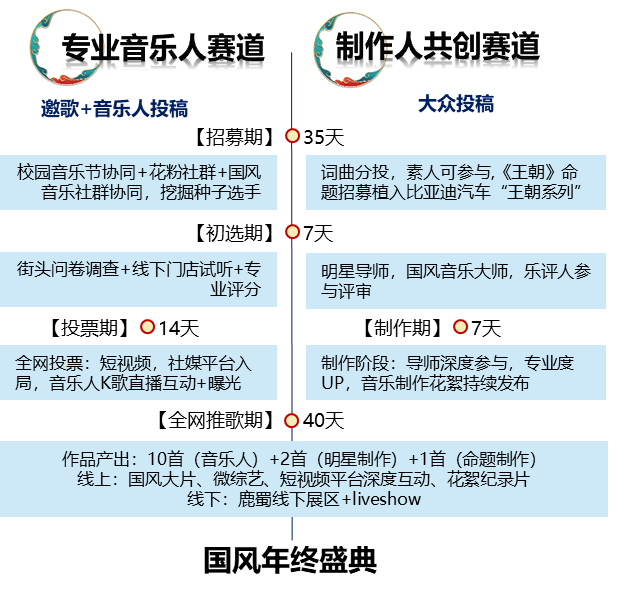 专业音乐人赛道
制作人共创赛道
邀歌+音乐人投稿
大众投稿
【招募期】 35天
校园音乐节协同+花粉社群+国风
音乐社群协同，挖掘种子选手
词曲分投，素人可参与,《王朝》命
题招募植入比亚迪汽车“王朝系列”
【初选期】 7天
街头问卷调查+线下门店试听+专
业评分
明星导师，国风音乐大师，乐评人参
与评审
【投票期】 14天
【制作期】 7天
全网投票：短视频，社媒平台入
局，音乐人K歌直播互动+曝光
制作阶段：导师深度参与，专业度
UP，音乐制作花絮持续发布
【全网推歌期】 40天
作品产出：10首（音乐人）+2首（明星制作）+1首（命题制作）
线上：国风大片、微综艺、短视频平台深度互动、花絮纪录片
线下：鹿蜀线下展区+liveshow
国风年终盛典